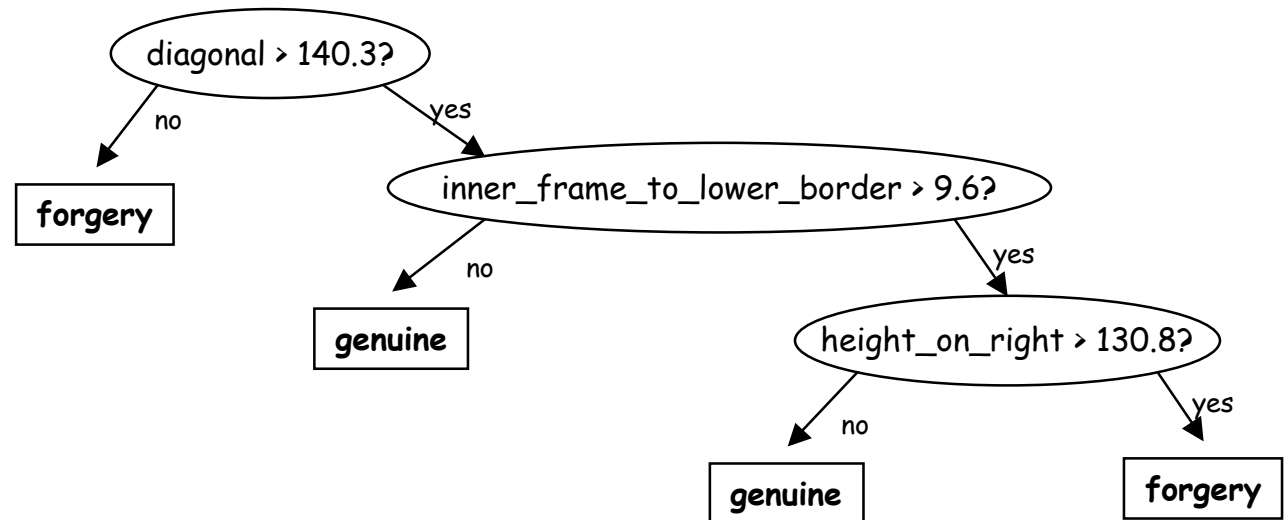 diagonal > 140.3?
no
yes
forgery
inner_frame_to_lower_border > 9.6?
no
yes
genuine
height_on_right > 130.8?
no
yes
genuine
forgery